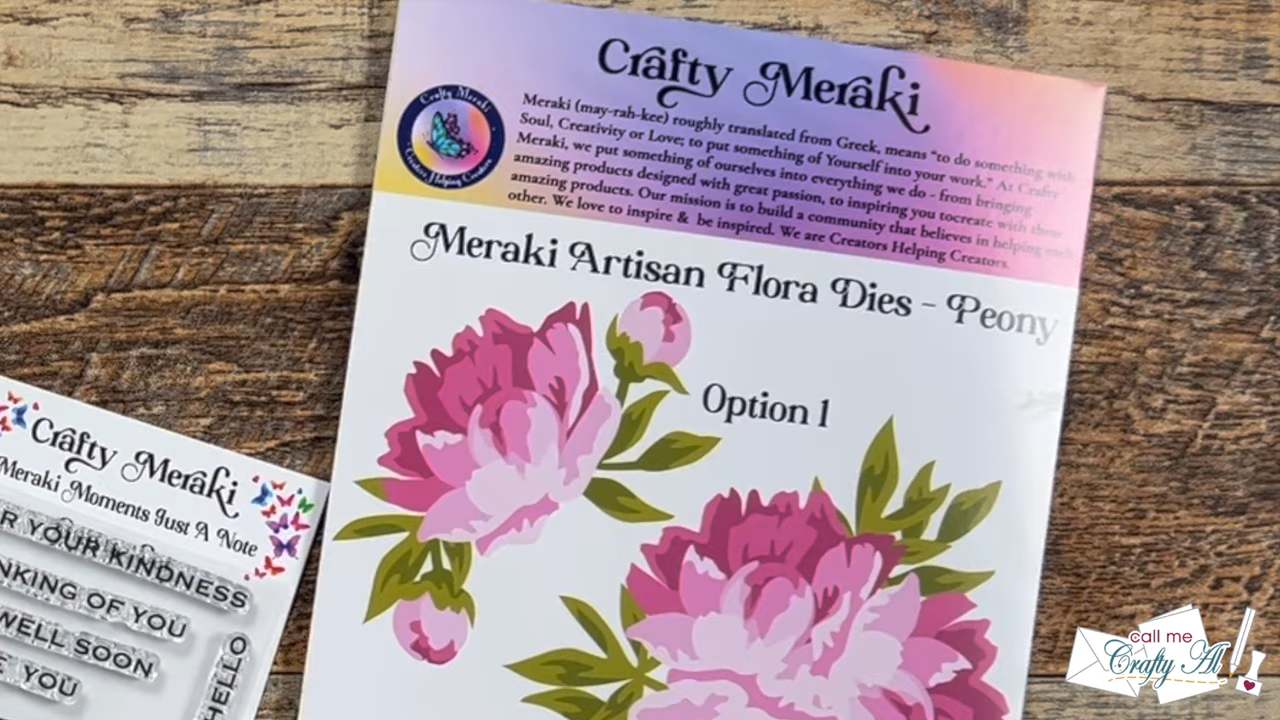 Crafty Meraki
Crafty Meraki
Creators Helping Creators
Meraki (may-rah-kee) roughly translated from Greek, means "to do something with
Soul, Creativity or Love; to put something of Yourself into your work." At Crafty
Meraki, we put something of ourselves into everything we do - from bringing
amazing products designed with great passion, to inspiring you tocreate with these
amazing products. Our mission is to build a community that believes in helping each
other. We love to inspire & be inspired. We are Creators Helping Creators.
Meraki Artisan Flora Dies - Peony
Option 1
Crafty Meraki
Meraki Moments Just A Note
R YOUR KINDNESS
NKING OF YOU
WELL SOON
E YOU
HELLO
call me
Crafty Al!